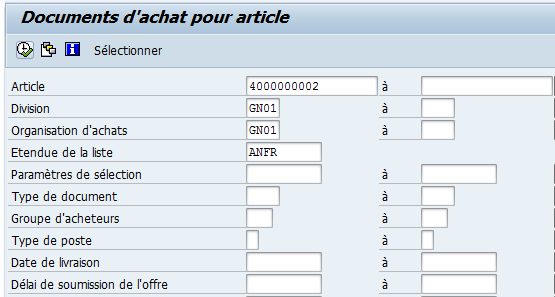 Documents d'achat pour article
Sélectionner
Article 4000000002 à
Division GN01 à
Organisation d'achats GN01 à
Etendue de la liste ANFR
Paramètres de sélection à
Type de document à
Groupe d'acheteurs à
Type de poste à
Date de livraison à
Délai de soumission de l'offre à